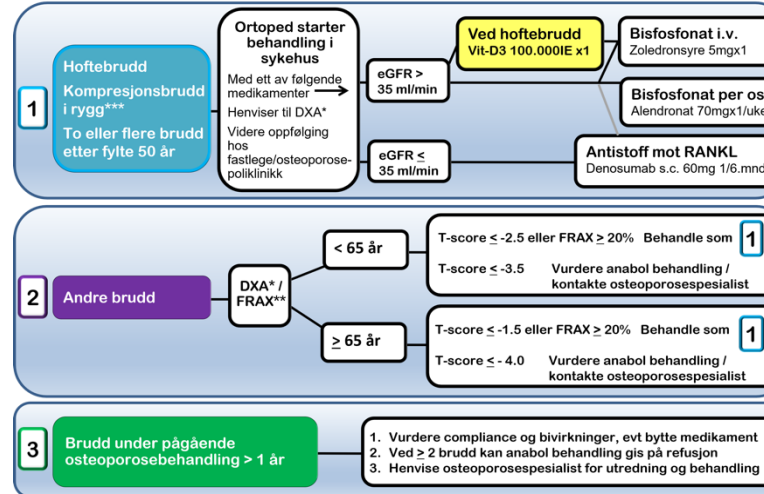 1
Hoftebrudd
Kompresjonsbrudd
i rygg***
To eller flere brudd
etter fylte 50 år
Ortoped starter
behandling i
sykehus
Med ett av følgende
medikamenter
Henviser til DXA*
Videre oppfølging
hos
fastlege/osteoporose-
poliklinikk
eGFR >
35 ml/min
eGFR ≤
35 ml/min
Ved hoftebrudd
Vit-D3 100.000IE x1
Bisfosfonat i.v.
Zoledronsyre 5mgx1
Bisfosfonat per os
Alendronat 70mgx1/uke
Antistoff mot RANKL
Denosumab s.c. 60mg 1/6.mnd
2
Andre brudd
DXA* /
FRAX**
< 65 år
T-score ≤ -2.5 eller FRAX ≥ 20% Behandle som 1
T-score ≤ -3.5 Vurdere anabol behandling /
kontakte osteoporosespesialist
≥ 65 år
T-score ≤ -1.5 eller FRAX ≥ 20% Behandle som 1
T-score ≤ - 4.0 Vurdere anabol behandling /
kontakte osteoporosespesialist
3
Brudd under pågående
osteoporosebehandling > 1 år
1. Vurdere compliance og bivirkninger, evt bytte medikament
2. Ved ≥ 2 brudd kan anabol behandling gis på refusjon
3. Henvise osteoporosespesialist for utredning og behandling